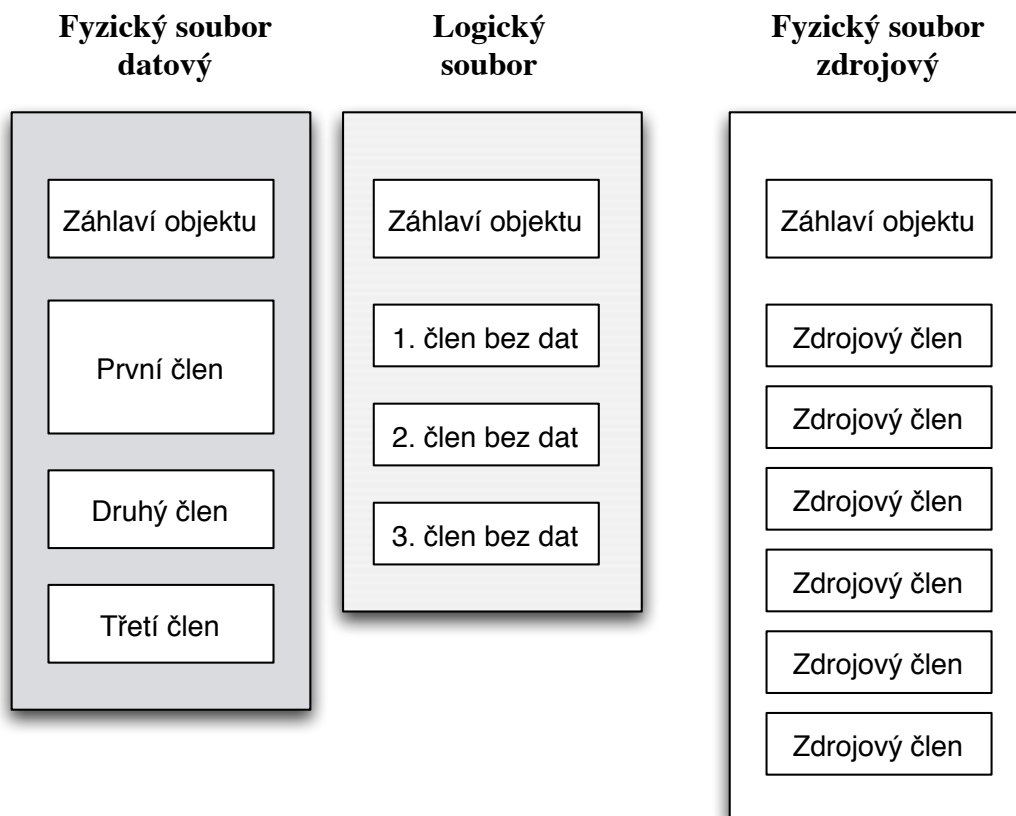 Fyzický soubor
datový
Záhlaví objektu
První člen
Druhý člen
Třetí člen
Logický
soubor
Záhlaví objektu
1. člen bez dat
2. člen bez dat
3. člen bez dat
Fyzický soubor
zdrojový
Záhlaví objektu
Zdrojový člen
Zdrojový člen
Zdrojový člen
Zdrojový člen
Zdrojový člen
Zdrojový člen